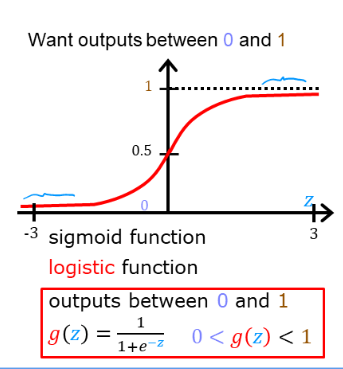 Want outputs between 0 and 1
1
0.5
0
z
-3
3
sigmoid function
logistic function
outputs between 0 and 1
g(z) = 1/1+e^-z 0 < g(z) < 1